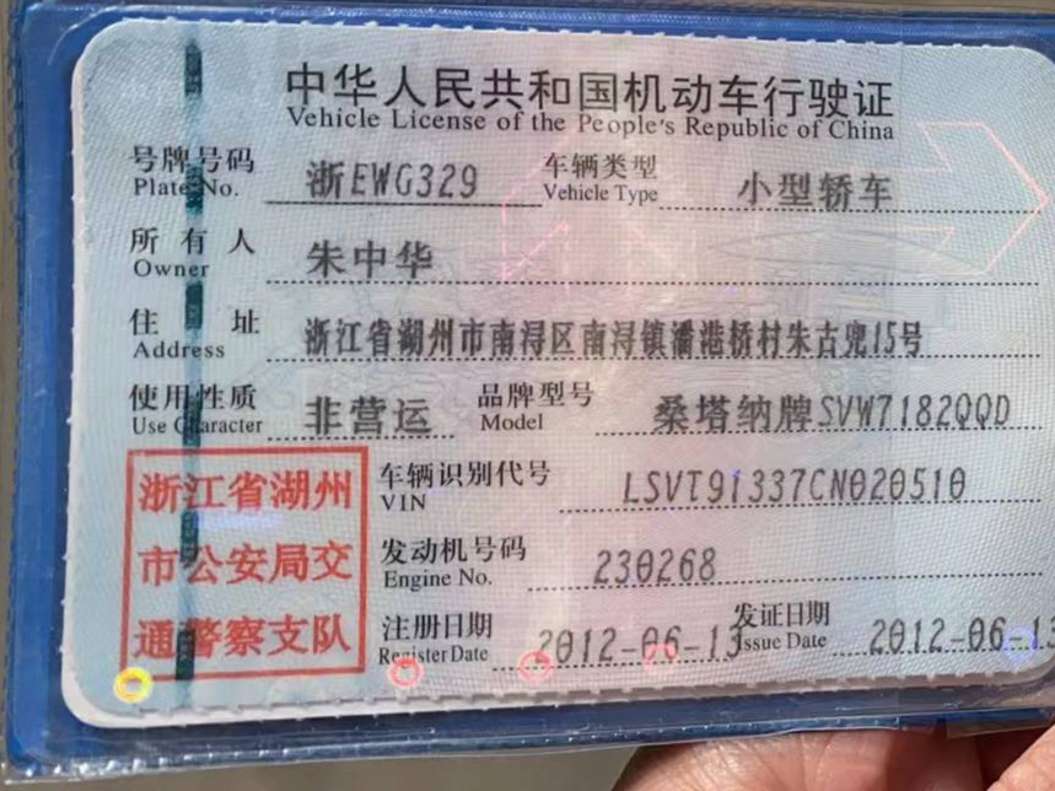 中华人民共和国机动车行驶证
Vehicle License of the People's Republic of China
号牌号码 浙EWG329 车辆类型 小型轿车
Plate No. Vehicle Type
所有人 朱中华
Owner
住址 浙江省湖州市南浔区南浔镇潘港桥村朱古兜15号
Address
使用性质 非营运 品牌型号 桑塔纳牌SVW7182QQD
Use Character Model
浙江省湖州
市公安局交
通警察支队
车辆识别代号 LSVT91337CN020510
VIN
发动机号码 230268
Engine No.
注册日期 2012-06-13 发证日期 2012-06-13
Register Date Issue Date